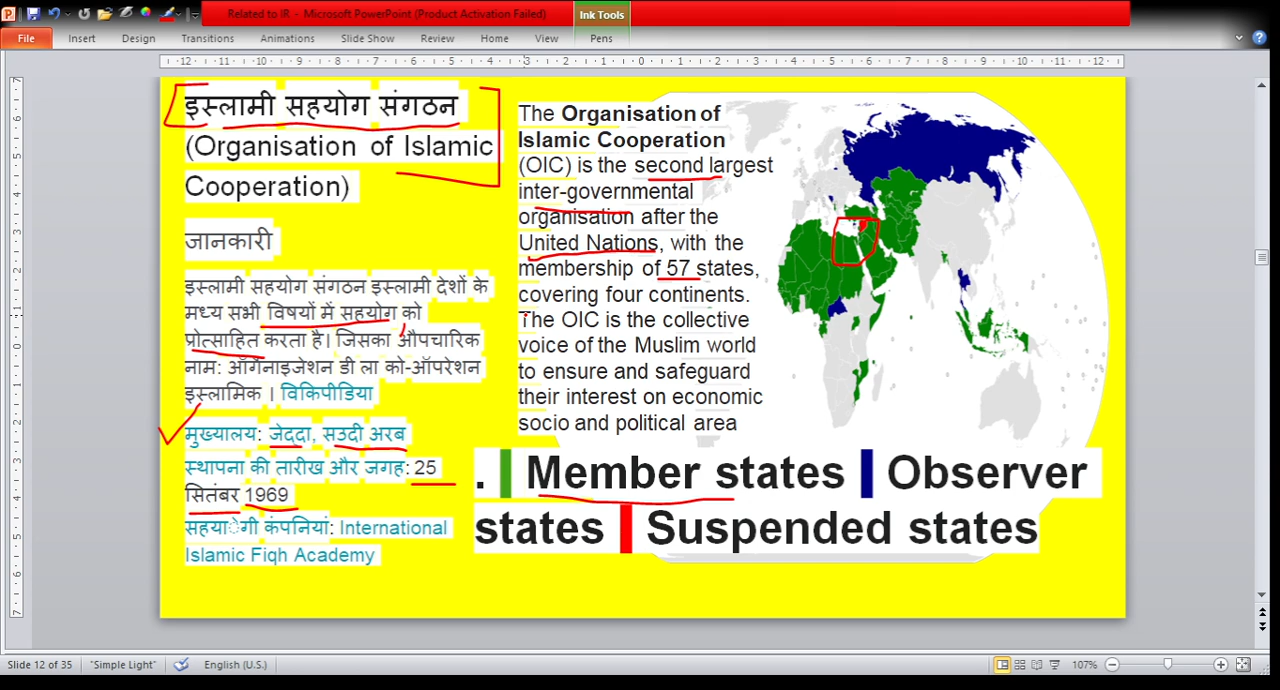 Related to IR - Microsoft PowerPoint (Product Activation Failed)
Ink Tools
File Insert Design Transitions Animations Slide Show Review Home View Pens
इस्लामी सहयोग संगठन
(Organisation of Islamic
Cooperation)
जानकारी
इस्लामी सहयोग संगठन इस्लामी देशों के
मध्य सभी विषयों में सहयोग को
प्रोत्साहित करता है। जिसका औपचारिक
नाम: ऑर्गेनाइजेशन डी ला को-ऑपरेशन
इस्लामिक । विकिपीडिया
मुख्यालय: जेद्दा, सउदी अरब
स्थापना की तारीख और जगह: 25
सितंबर 1969
सहयाेगी कंपनियां: International
Islamic Fiqh Academy
The Organisation of
Islamic Cooperation
(OIC) is the second largest
inter-governmental
organisation after the
United Nations, with the
membership of 57 states,
covering four continents.
The OIC is the collective
voice of the Muslim world
to ensure and safeguard
their interest on economic
socio and political area
. Member states Observer
states Suspended states
Slide 12 of 35 "Simple Light" English (U.S.) 107%